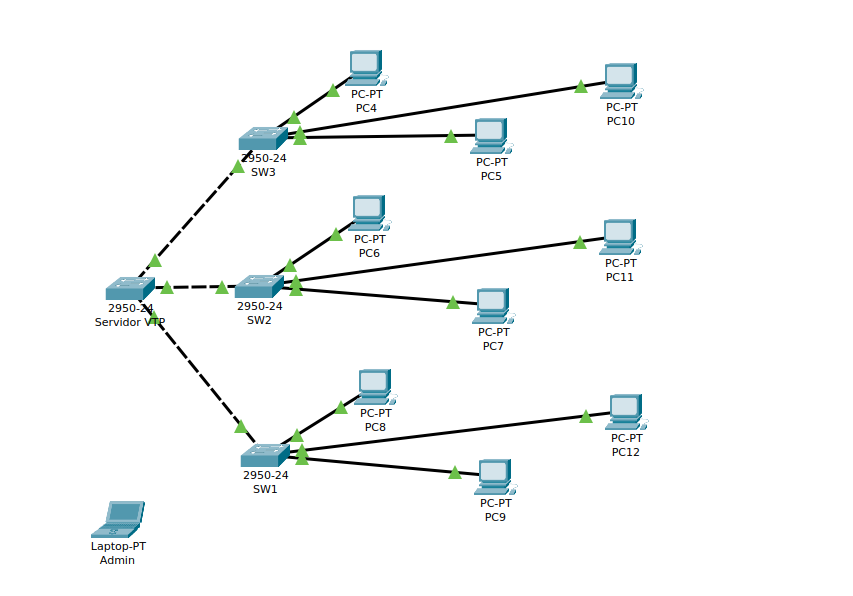 PC-PT
PC4
PC-PT
PC10
PC-PT
PC5
2950-24
SW3
PC-PT
PC6
PC-PT
PC11
2950-24
SW2
2950-24
Servidor VTP
PC-PT
PC7
PC-PT
PC8
PC-PT
PC12
2950-24
SW1
PC-PT
PC9
Laptop-PT
Admin